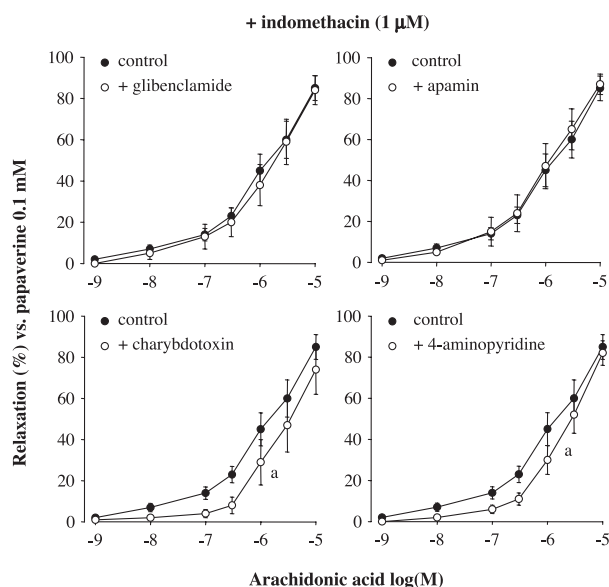 + indomethacin (1 µM)
Relaxation (%) vs. papaverine 0.1 mM
control
+ glibenclamide
100
80
60
40
20
0
-9 -8 -7 -6 -5
control
+ apamin
100
80
60
40
20
0
-9 -8 -7 -6 -5
control
+ charybdotoxin
100
80
60
40
20
0
a
-9 -8 -7 -6 -5
control
+ 4-aminopyridine
100
80
60
40
20
0
a
-9 -8 -7 -6 -5
Arachidonic acid log(M)